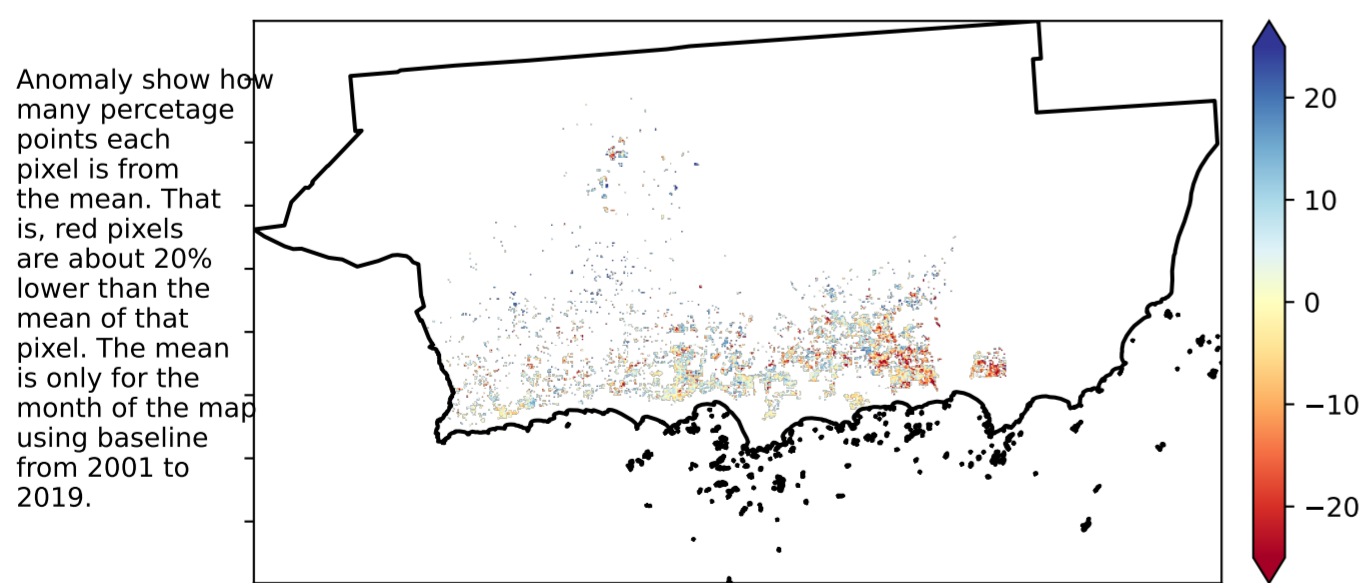 Anomaly show how
many percetage
points each
pixel is from
the mean. That
is, red pixels
are about 20%
lower than the
mean of that
pixel. The mean
is only for the
month of the map
using baseline
from 2001 to
2019.
20
10
0
−10
−20